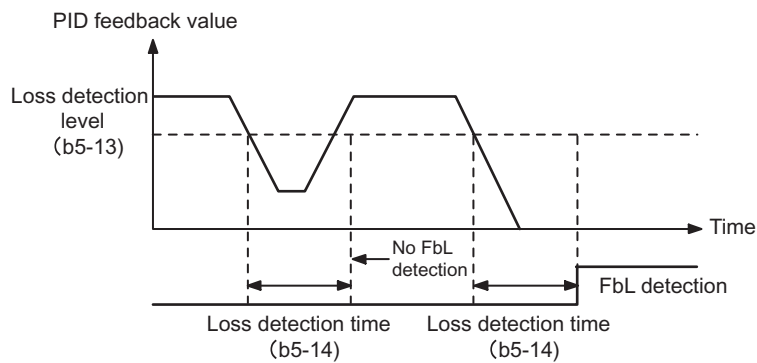 PID feedback value
Loss detection
level
(b5-13)
Time
No FbL
detection
FbL detection
Loss detection time
(b5-14)
Loss detection time
(b5-14)